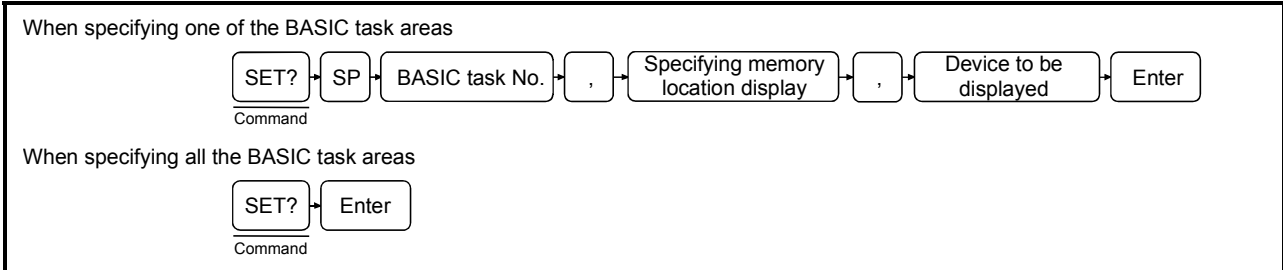 When specifying one of the BASIC task areas
SET? SP BASIC task No. , Specifying memory location display , Device to be displayed Enter
Command
When specifying all the BASIC task areas
SET? Enter
Command